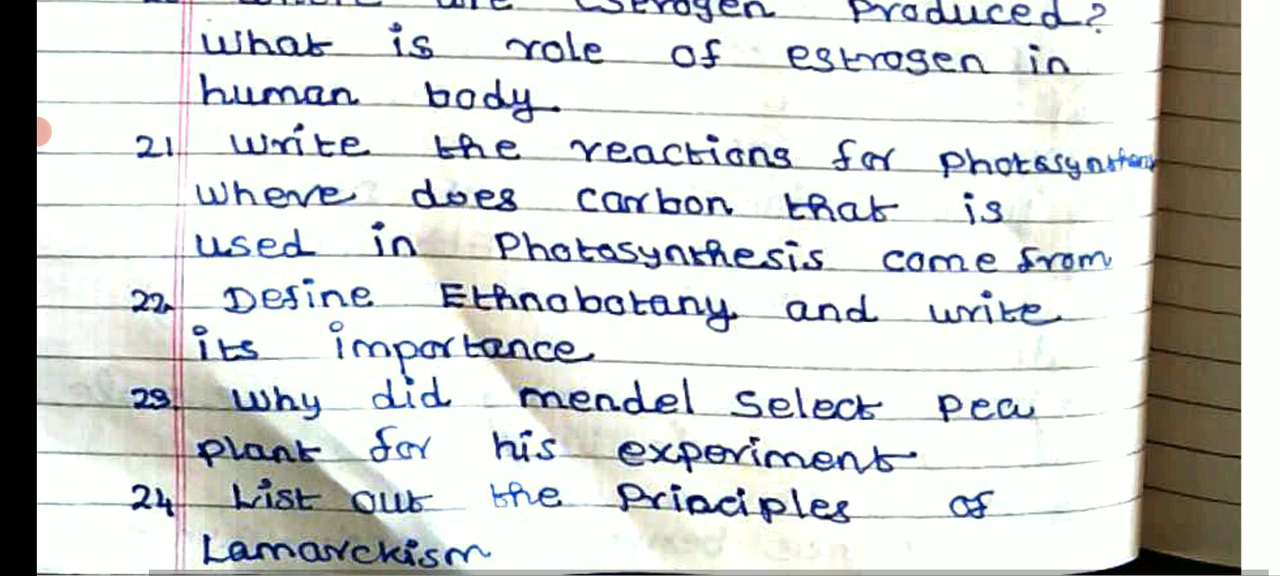 are estrogen produced?
What is role of estrogen in
human body.
21 Write the reactions for
where does carbon that is
used in Photosynthesis come from
22 Define Ethnobotany and write
its importance
23. Why did mendel select pea
plant for his experiment
24 List out the Principles of
Lamarckism